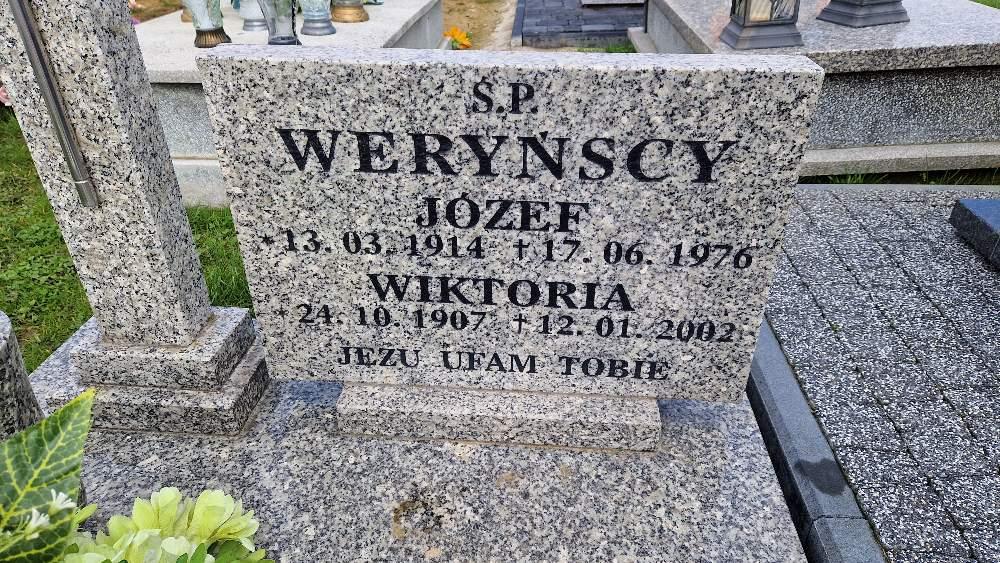 Ś.P.
WERYŃSCY
JÓZEF
* 13. 03. 1914 † 17. 06. 1976
WIKTORIA
* 24. 10. 1907 † 12. 01. 2002
JEZU UFAM TOBIE